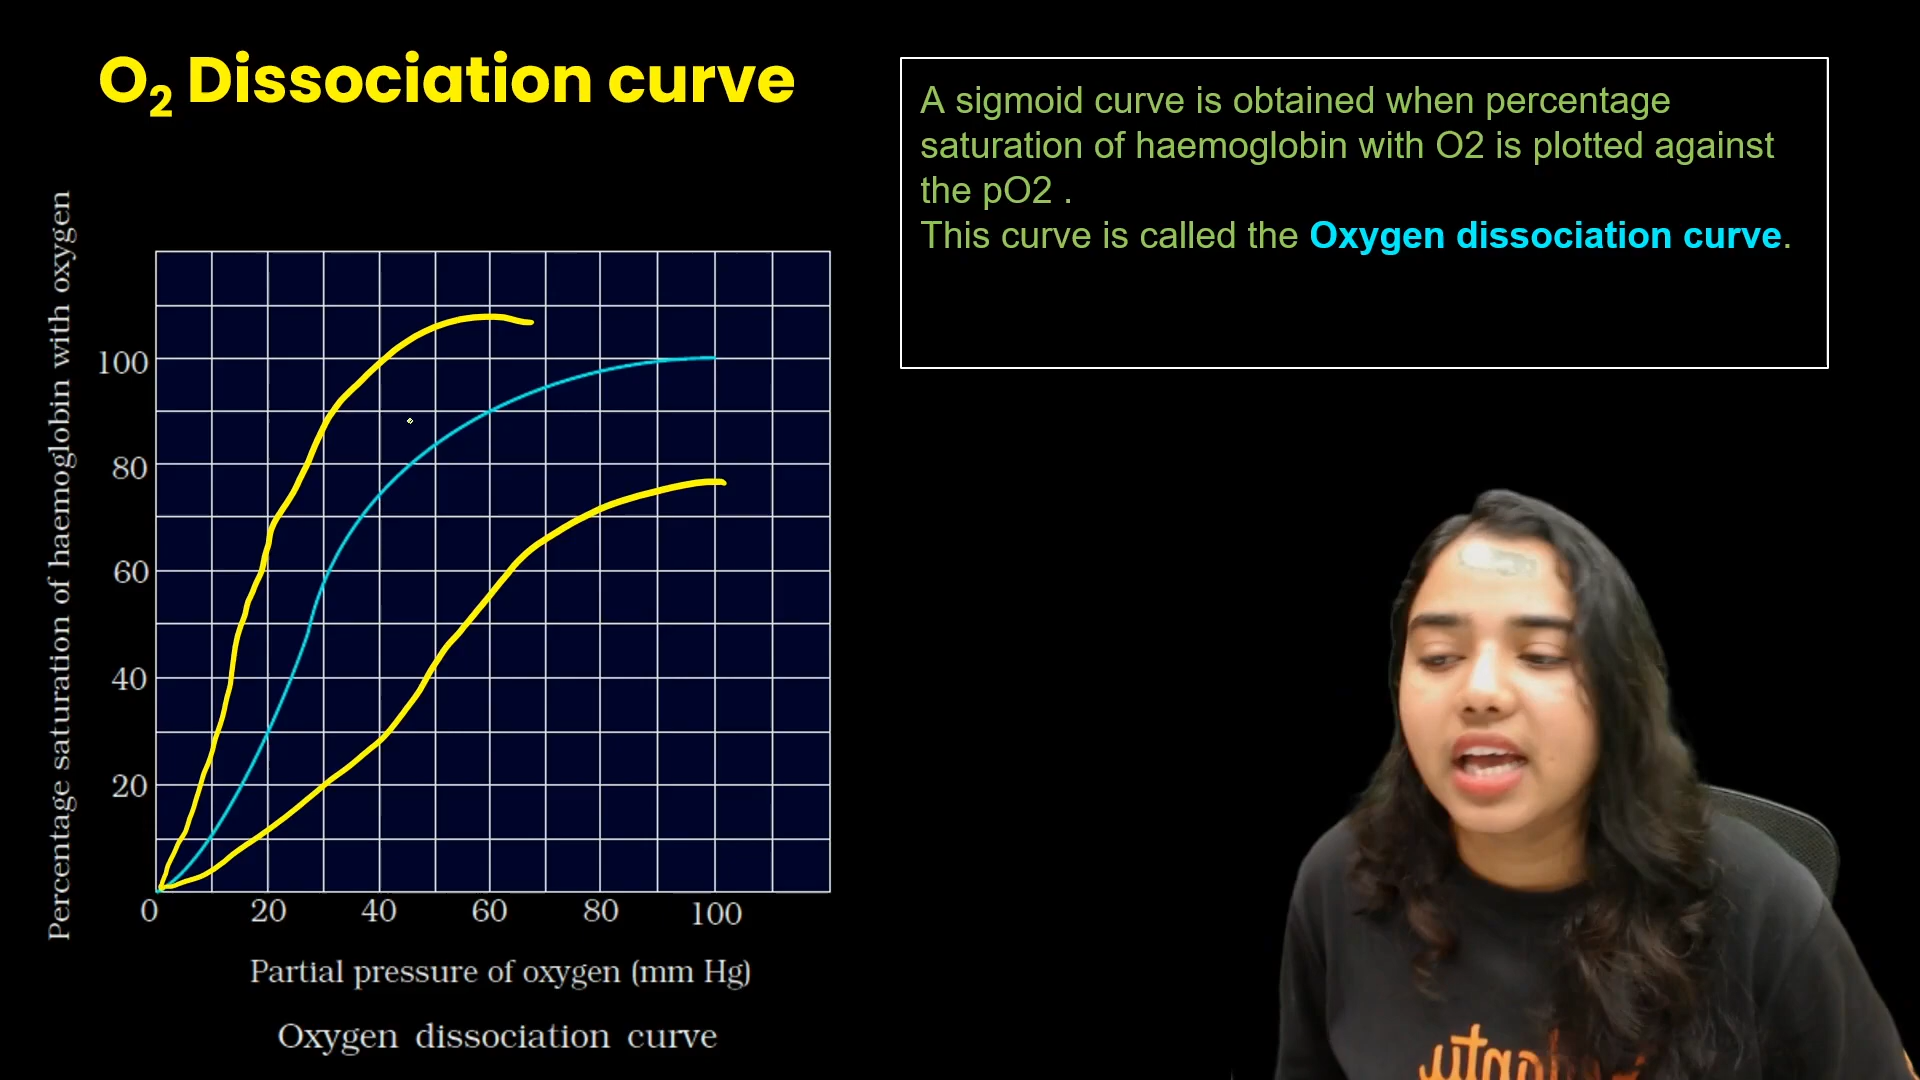 O₂ Dissociation curve
A sigmoid curve is obtained when percentage
saturation of haemoglobin with O2 is plotted against
the pO2 .
This curve is called the Oxygen dissociation curve.
Percentage saturation of haemoglobin with oxygen
100
80
60
40
20
0 20 40 60 80 100
Partial pressure of oxygen (mm Hg)
Oxygen dissociation curve